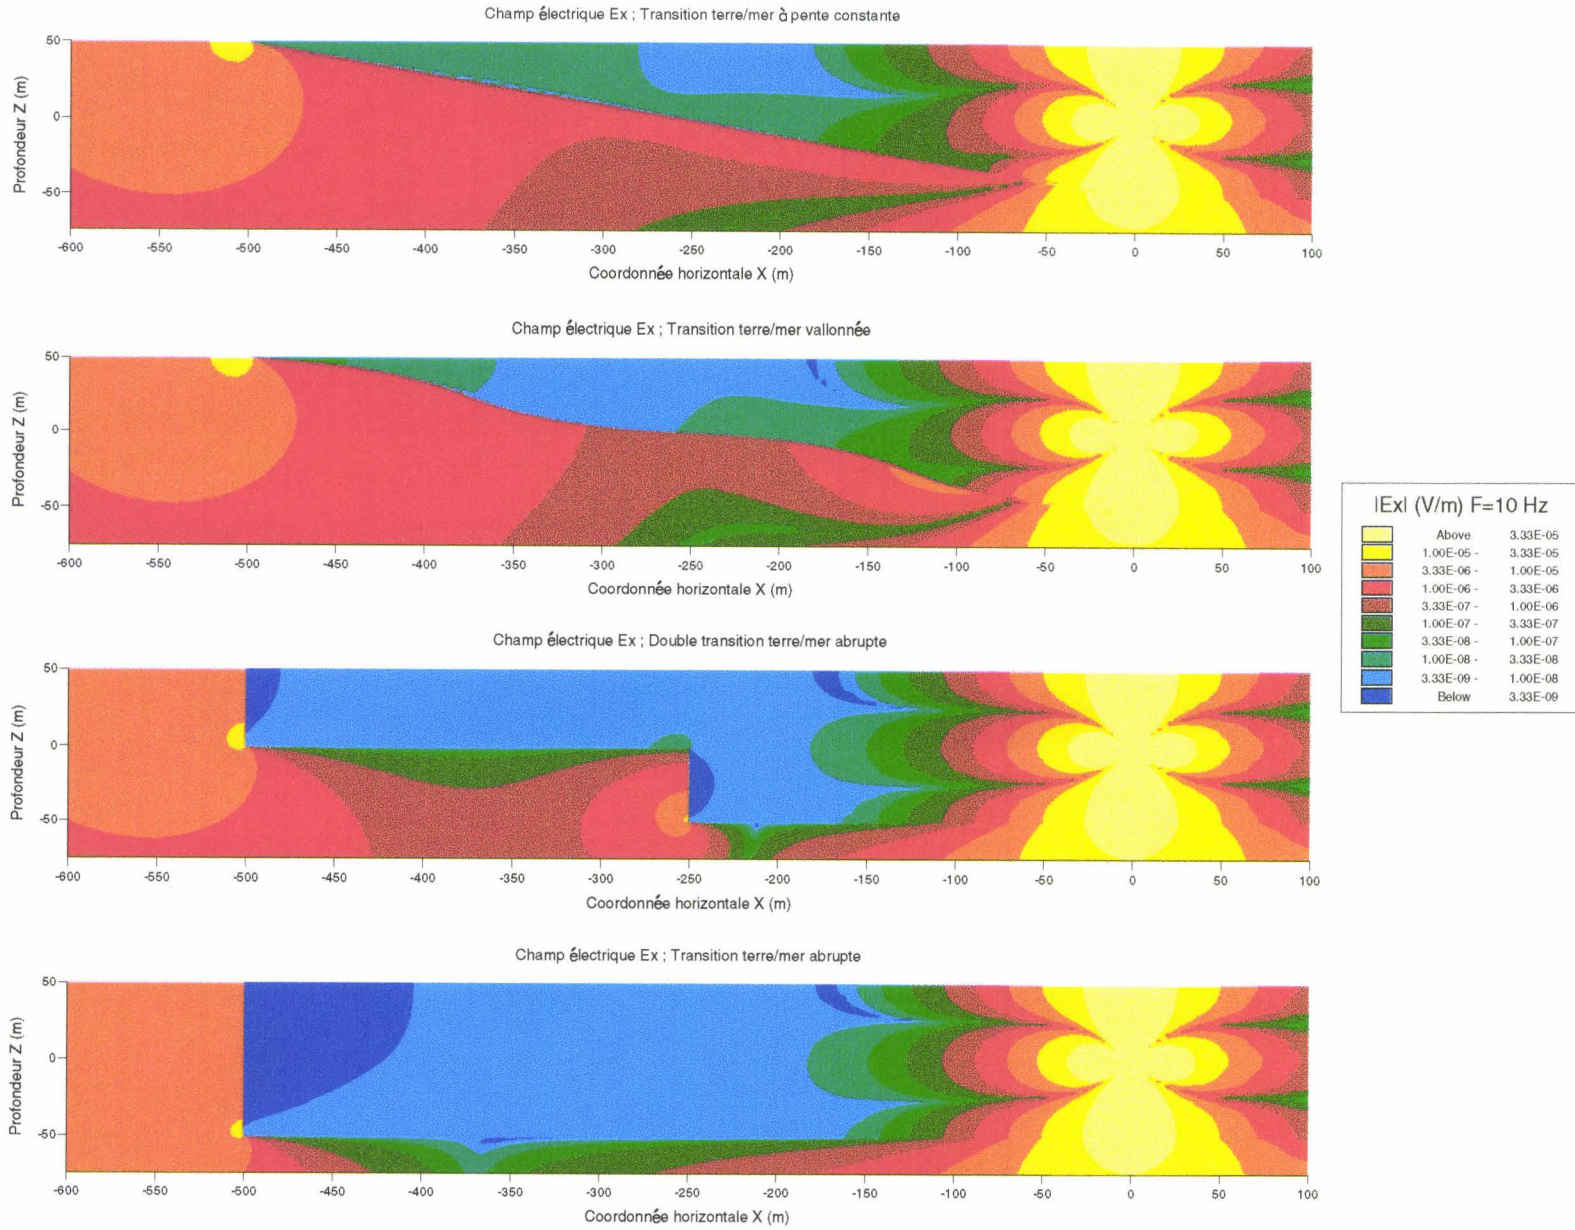 Champ électrique Ex ; Transition terre/mer à pente constante
Profondeur Z (m)
50
0
-50
-600 -550 -500 -450 -400 -350 -300 -250 -200 -150 -100 -50 0 50 100
Coordonnée horizontale X (m)
Champ électrique Ex ; Transition terre/mer vallonnée
Profondeur Z (m)
50
0
-50
-600 -550 -500 -450 -400 -350 -300 -250 -200 -150 -100 -50 0 50 100
Coordonnée horizontale X (m)
|Ex| (V/m) F=10 Hz
Above 3.33E-05
1.00E-05 - 3.33E-05
3.33E-06 - 1.00E-05
1.00E-06 - 3.33E-06
3.33E-07 - 1.00E-06
1.00E-07 - 3.33E-07
3.33E-08 - 1.00E-07
1.00E-08 - 3.33E-08
3.33E-09 - 1.00E-08
Below 3.33E-09
Champ électrique Ex ; Double transition terre/mer abrupte
Profondeur Z (m)
50
0
-50
-600 -550 -500 -450 -400 -350 -300 -250 -200 -150 -100 -50 0 50 100
Coordonnée horizontale X (m)
Champ électrique Ex ; Transition terre/mer abrupte
Profondeur Z (m)
50
0
-50
-600 -550 -500 -450 -400 -350 -300 -250 -200 -150 -100 -50 0 50 100
Coordonnée horizontale X (m)